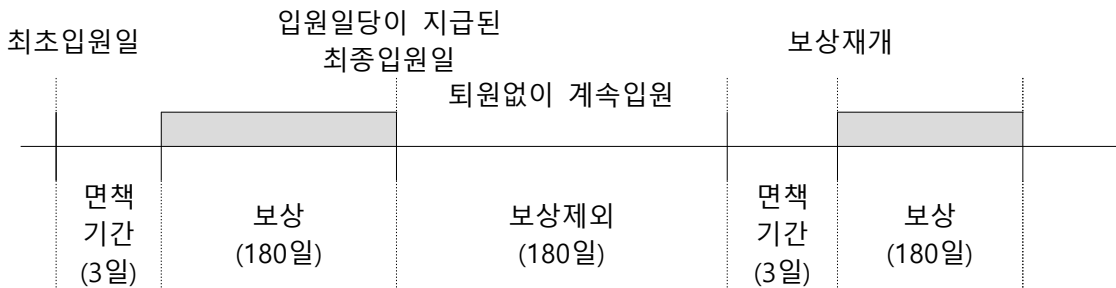 최초입원일
입원일당이 지급된
최종입원일
보상재개
퇴원없이 계속입원
면책
기간
(3일)
보상
(180일)
보상제외
(180일)
면책
기간
(3일)
보상
(180일)